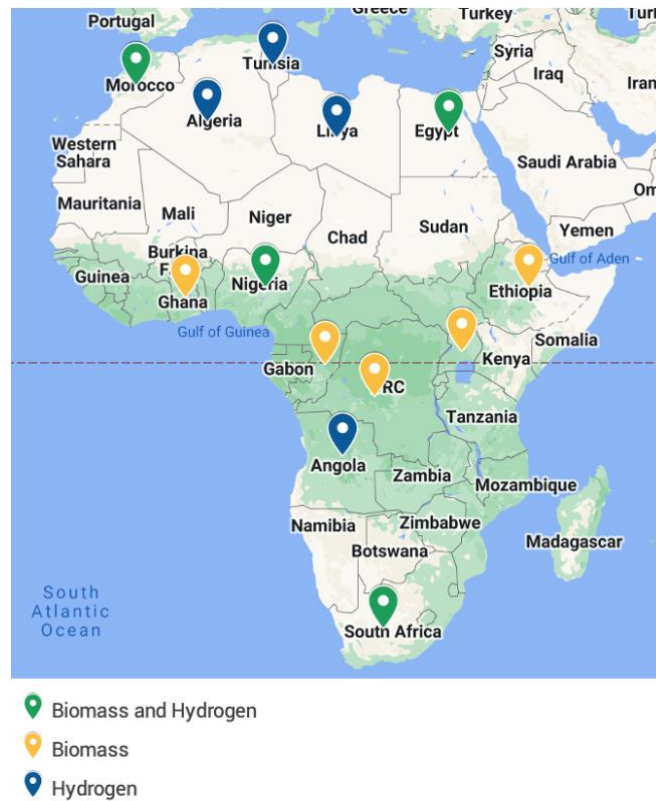 Greece
Portugal
Turkey
Tunisia
Syria
Morocco
Iraq
Iran
Algeria
Libya
Egypt
Western
Sahara
Saudi Arabia
Mauritania
Mali
Niger
Chad
Sudan
Yemen
Burkina
Gulf of Aden
Guinea
Ghana
Nigeria
Ethiopia
Gulf of Guinea
Somalia
Gabon
Kenya
RC
Tanzania
Angola
Zambia
Mozambique
Namibia
Zimbabwe
Botswana
Madagascar
South
Atlantic
Ocean
South Africa
Biomass and Hydrogen
Biomass
Hydrogen